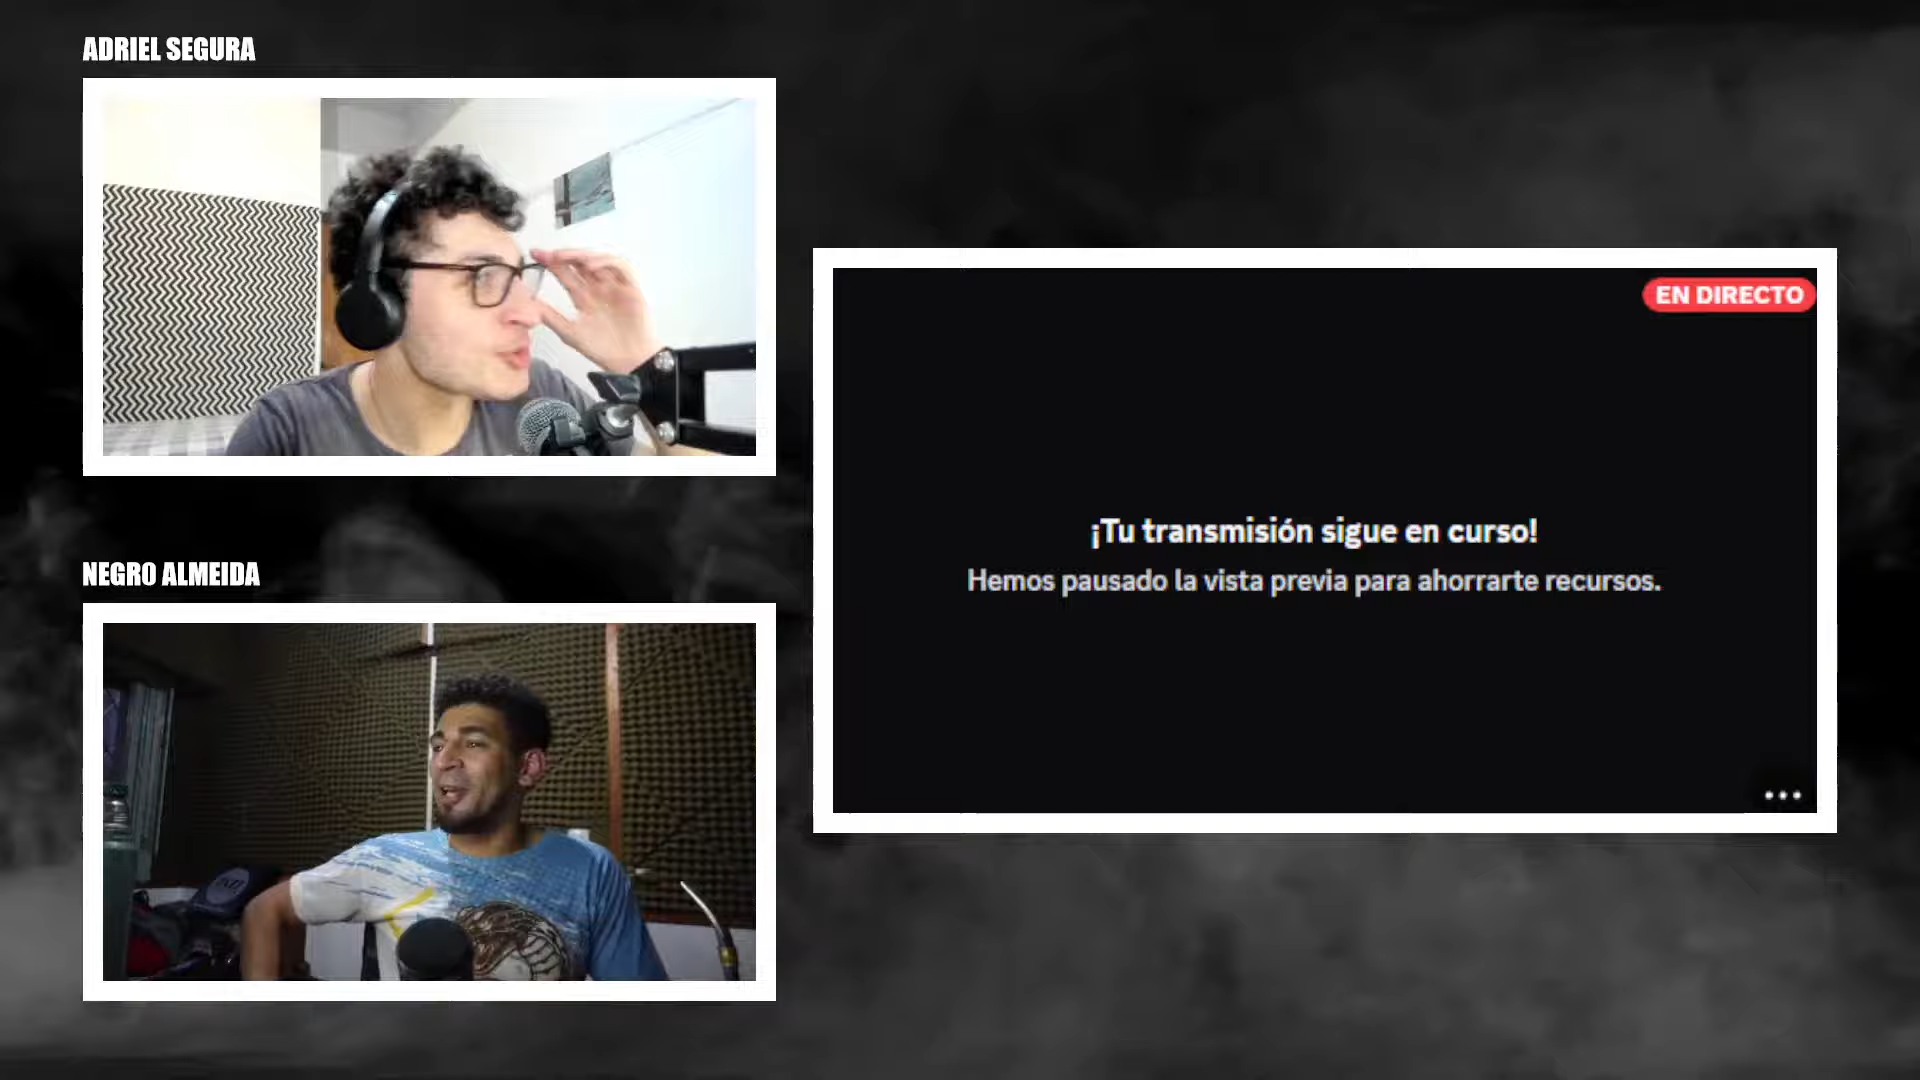 ADRIEL SEGURA
NEGRO ALMEIDA
EN DIRECTO
¡Tu transmisión sigue en curso!
Hemos pausado la vista previa para ahorrarte recursos.